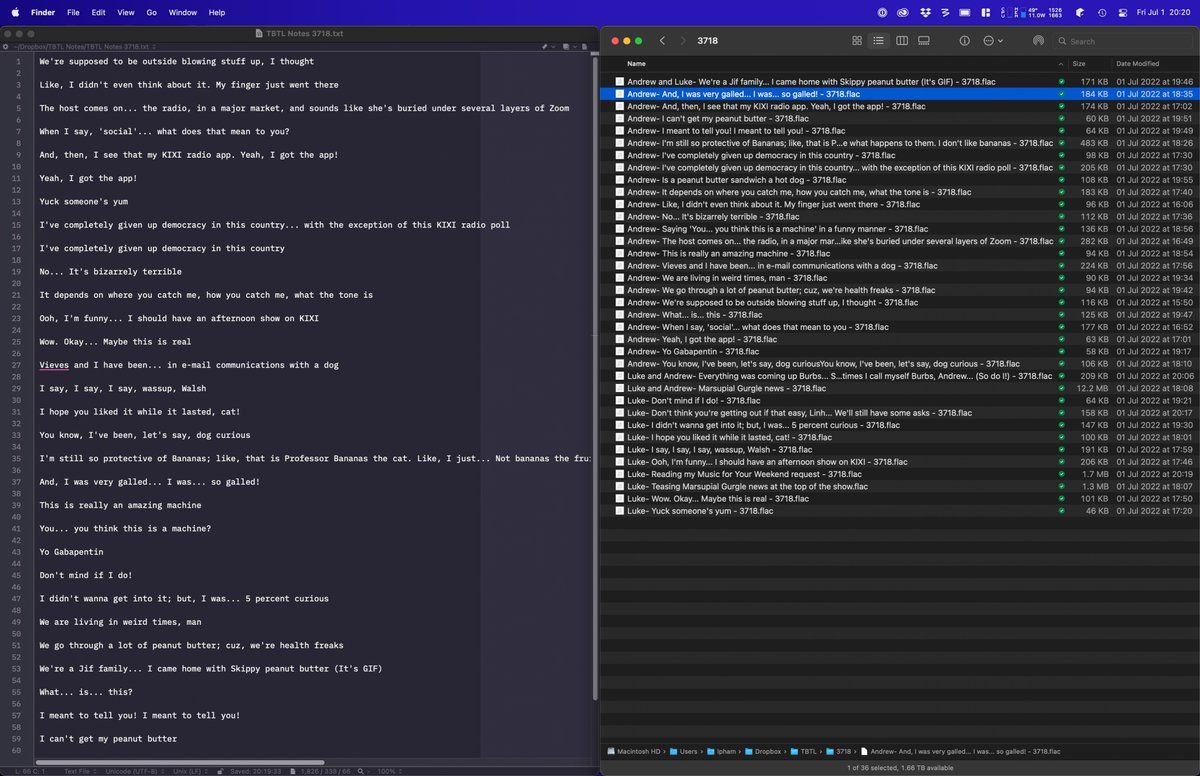 Finder File Edit View Go Window Help
49° 1526
11.0W 1663
Fri Jul 1 20:20
TBTL Notes 3718.txt
~/Dropbox/TBTL Notes/TBTL Notes 3718.txt
1 We're supposed to be outside blowing stuff up, I thought
2
3 Like, I didn't even think about it. My finger just went there
4
5 The host comes on... the radio, in a major market, and sounds like she's buried under several layers of Zoom
6
7 When I say, 'social'... what does that mean to you?
8
9 And, then, I see that my KIXI radio app. Yeah, I got the app!
10
11 Yeah, I got the app!
12
13 Yuck someone's yum
14
15 I've completely given up democracy in this country... with the exception of this KIXI radio poll
16
17 I've completely given up democracy in this country
18
19 No... It's bizarrely terrible
20
21 It depends on where you catch me, how you catch me, what the tone is
22
23 Ooh, I'm funny... I should have an afternoon show on KIXI
24
25 Wow. Okay... Maybe this is real
26
27 Vieves and I have been... in e-mail communications with a dog
28
29 I say, I say, I say, wassup, Walsh
30
31 I hope you liked it while it lasted, cat!
32
33 You know, I've been, let's say, dog curious
34
35 I'm still so protective of Bananas; like, that is Professor Bananas the cat. Like, I just... Not bananas the fru
36
37 And, I was very galled... I was... so galled!
38
39 This is really an amazing machine
40
41 You... you think this is a machine?
42
43 Yo Gabapentin
44
45 Don't mind if I do!
46
47 I didn't wanna get into it; but, I was... 5 percent curious
48
49 We are living in weird times, man
50
51 We go through a lot of peanut butter; cuz, we're health freaks
52
53 We're a Jif family... I came home with Skippy peanut butter (It's GIF)
54
55 What... is... this?
56
57 I meant to tell you! I meant to tell you!
58
59 I can't get my peanut butter
60
L: 66 C: 1 Text File Unicode (UTF-8) Unix (LF) Saved: 20:19:33 1,826 / 338 / 66 100%
3718
Search
Name Size Date Modified
Andrew and Luke- We're a Jif family... I came home with Skippy peanut butter (It's GIF) - 3718.flac 171 KB 01 Jul 2022 at 19:46
Andrew- And, I was very galled... I was... so galled! - 3718.flac 184 KB 01 Jul 2022 at 18:35
Andrew- And, then, I see that my KIXI radio app. Yeah, I got the app! - 3718.flac 174 KB 01 Jul 2022 at 17:02
Andrew- I can't get my peanut butter - 3718.flac 60 KB 01 Jul 2022 at 19:51
Andrew- I meant to tell you! I meant to tell you! - 3718.flac 64 KB 01 Jul 2022 at 19:49
Andrew- I'm still so protective of Bananas; like, that is P...e what happens to them. I don't like bananas - 3718.flac 483 KB 01 Jul 2022 at 18:26
Andrew- I've completely given up democracy in this country - 3718.flac 98 KB 01 Jul 2022 at 17:30
Andrew- I've completely given up democracy in this country... with the exception of this KIXI radio poll - 3718.flac 205 KB 01 Jul 2022 at 17:30
Andrew- Is a peanut butter sandwich a hot dog - 3718.flac 108 KB 01 Jul 2022 at 19:55
Andrew- It depends on where you catch me, how you catch me, what the tone is - 3718.flac 183 KB 01 Jul 2022 at 17:40
Andrew- Like, I didn't even think about it. My finger just went there - 3718.flac 96 KB 01 Jul 2022 at 16:06
Andrew- No... It's bizarrely terrible - 3718.flac 112 KB 01 Jul 2022 at 17:36
Andrew- Saying 'You... you think this is a machine' in a funny manner - 3718.flac 136 KB 01 Jul 2022 at 18:56
Andrew- The host comes on... the radio, in a major mar...ike she's buried under several layers of Zoom - 3718.flac 282 KB 01 Jul 2022 at 16:49
Andrew- This is really an amazing machine - 3718.flac 94 KB 01 Jul 2022 at 18:54
Andrew- Vieves and I have been... in e-mail communications with a dog - 3718.flac 224 KB 01 Jul 2022 at 17:56
Andrew- We are living in weird times, man - 3718.flac 90 KB 01 Jul 2022 at 19:34
Andrew- We go through a lot of peanut butter; cuz, we're health freaks - 3718.flac 94 KB 01 Jul 2022 at 19:42
Andrew- We're supposed to be outside blowing stuff up, I thought - 3718.flac 116 KB 01 Jul 2022 at 15:50
Andrew- What... is... this - 3718.flac 125 KB 01 Jul 2022 at 19:47
Andrew- When I say, 'social'... what does that mean to you - 3718.flac 177 KB 01 Jul 2022 at 16:52
Andrew- Yeah, I got the app! - 3718.flac 63 KB 01 Jul 2022 at 17:01
Andrew- Yo Gabapentin - 3718.flac 58 KB 01 Jul 2022 at 19:17
Andrew- You know, I've been, let's say, dog curiousYou know, I've been, let's say, dog curious - 3718.flac 106 KB 01 Jul 2022 at 18:10
Luke and Andrew- Everything was coming up Burbs... S...times I call myself Burbs, Andrew... (So do I!) - 3718.flac 209 KB 01 Jul 2022 at 20:06
Luke and Andrew- Marsupial Gurgle news - 3718.flac 12.2 MB 01 Jul 2022 at 18:08
Luke- Don't mind if I do! - 3718.flac 64 KB 01 Jul 2022 at 19:21
Luke- Don't think you're getting out if that easy, Linh... We'll still have some asks - 3718.flac 158 KB 01 Jul 2022 at 20:17
Luke- I didn't wanna get into it; but, I was... 5 percent curious - 3718.flac 147 KB 01 Jul 2022 at 19:30
Luke- I hope you liked it while it lasted, cat! - 3718.flac 100 KB 01 Jul 2022 at 18:01
Luke- I say, I say, I say, wassup, Walsh - 3718.flac 191 KB 01 Jul 2022 at 17:59
Luke- Ooh, I'm funny... I should have an afternoon show on KIXI - 3718.flac 206 KB 01 Jul 2022 at 17:46
Luke- Reading my Music for Your Weekend request - 3718.flac 1.7 MB 01 Jul 2022 at 20:19
Luke- Teasing Marsupial Gurgle news at the top of the show.flac 1.3 MB 01 Jul 2022 at 18:07
Luke- Wow. Okay... Maybe this is real - 3718.flac 101 KB 01 Jul 2022 at 17:50
Luke- Yuck someone's yum - 3718.flac 46 KB 01 Jul 2022 at 17:20
Macintosh HD › Users › lpham › Dropbox › TBTL › 3718 › Andrew- And, I was very galled... I was... so galled! - 3718.flac
1 of 36 selected, 1.66 TB available